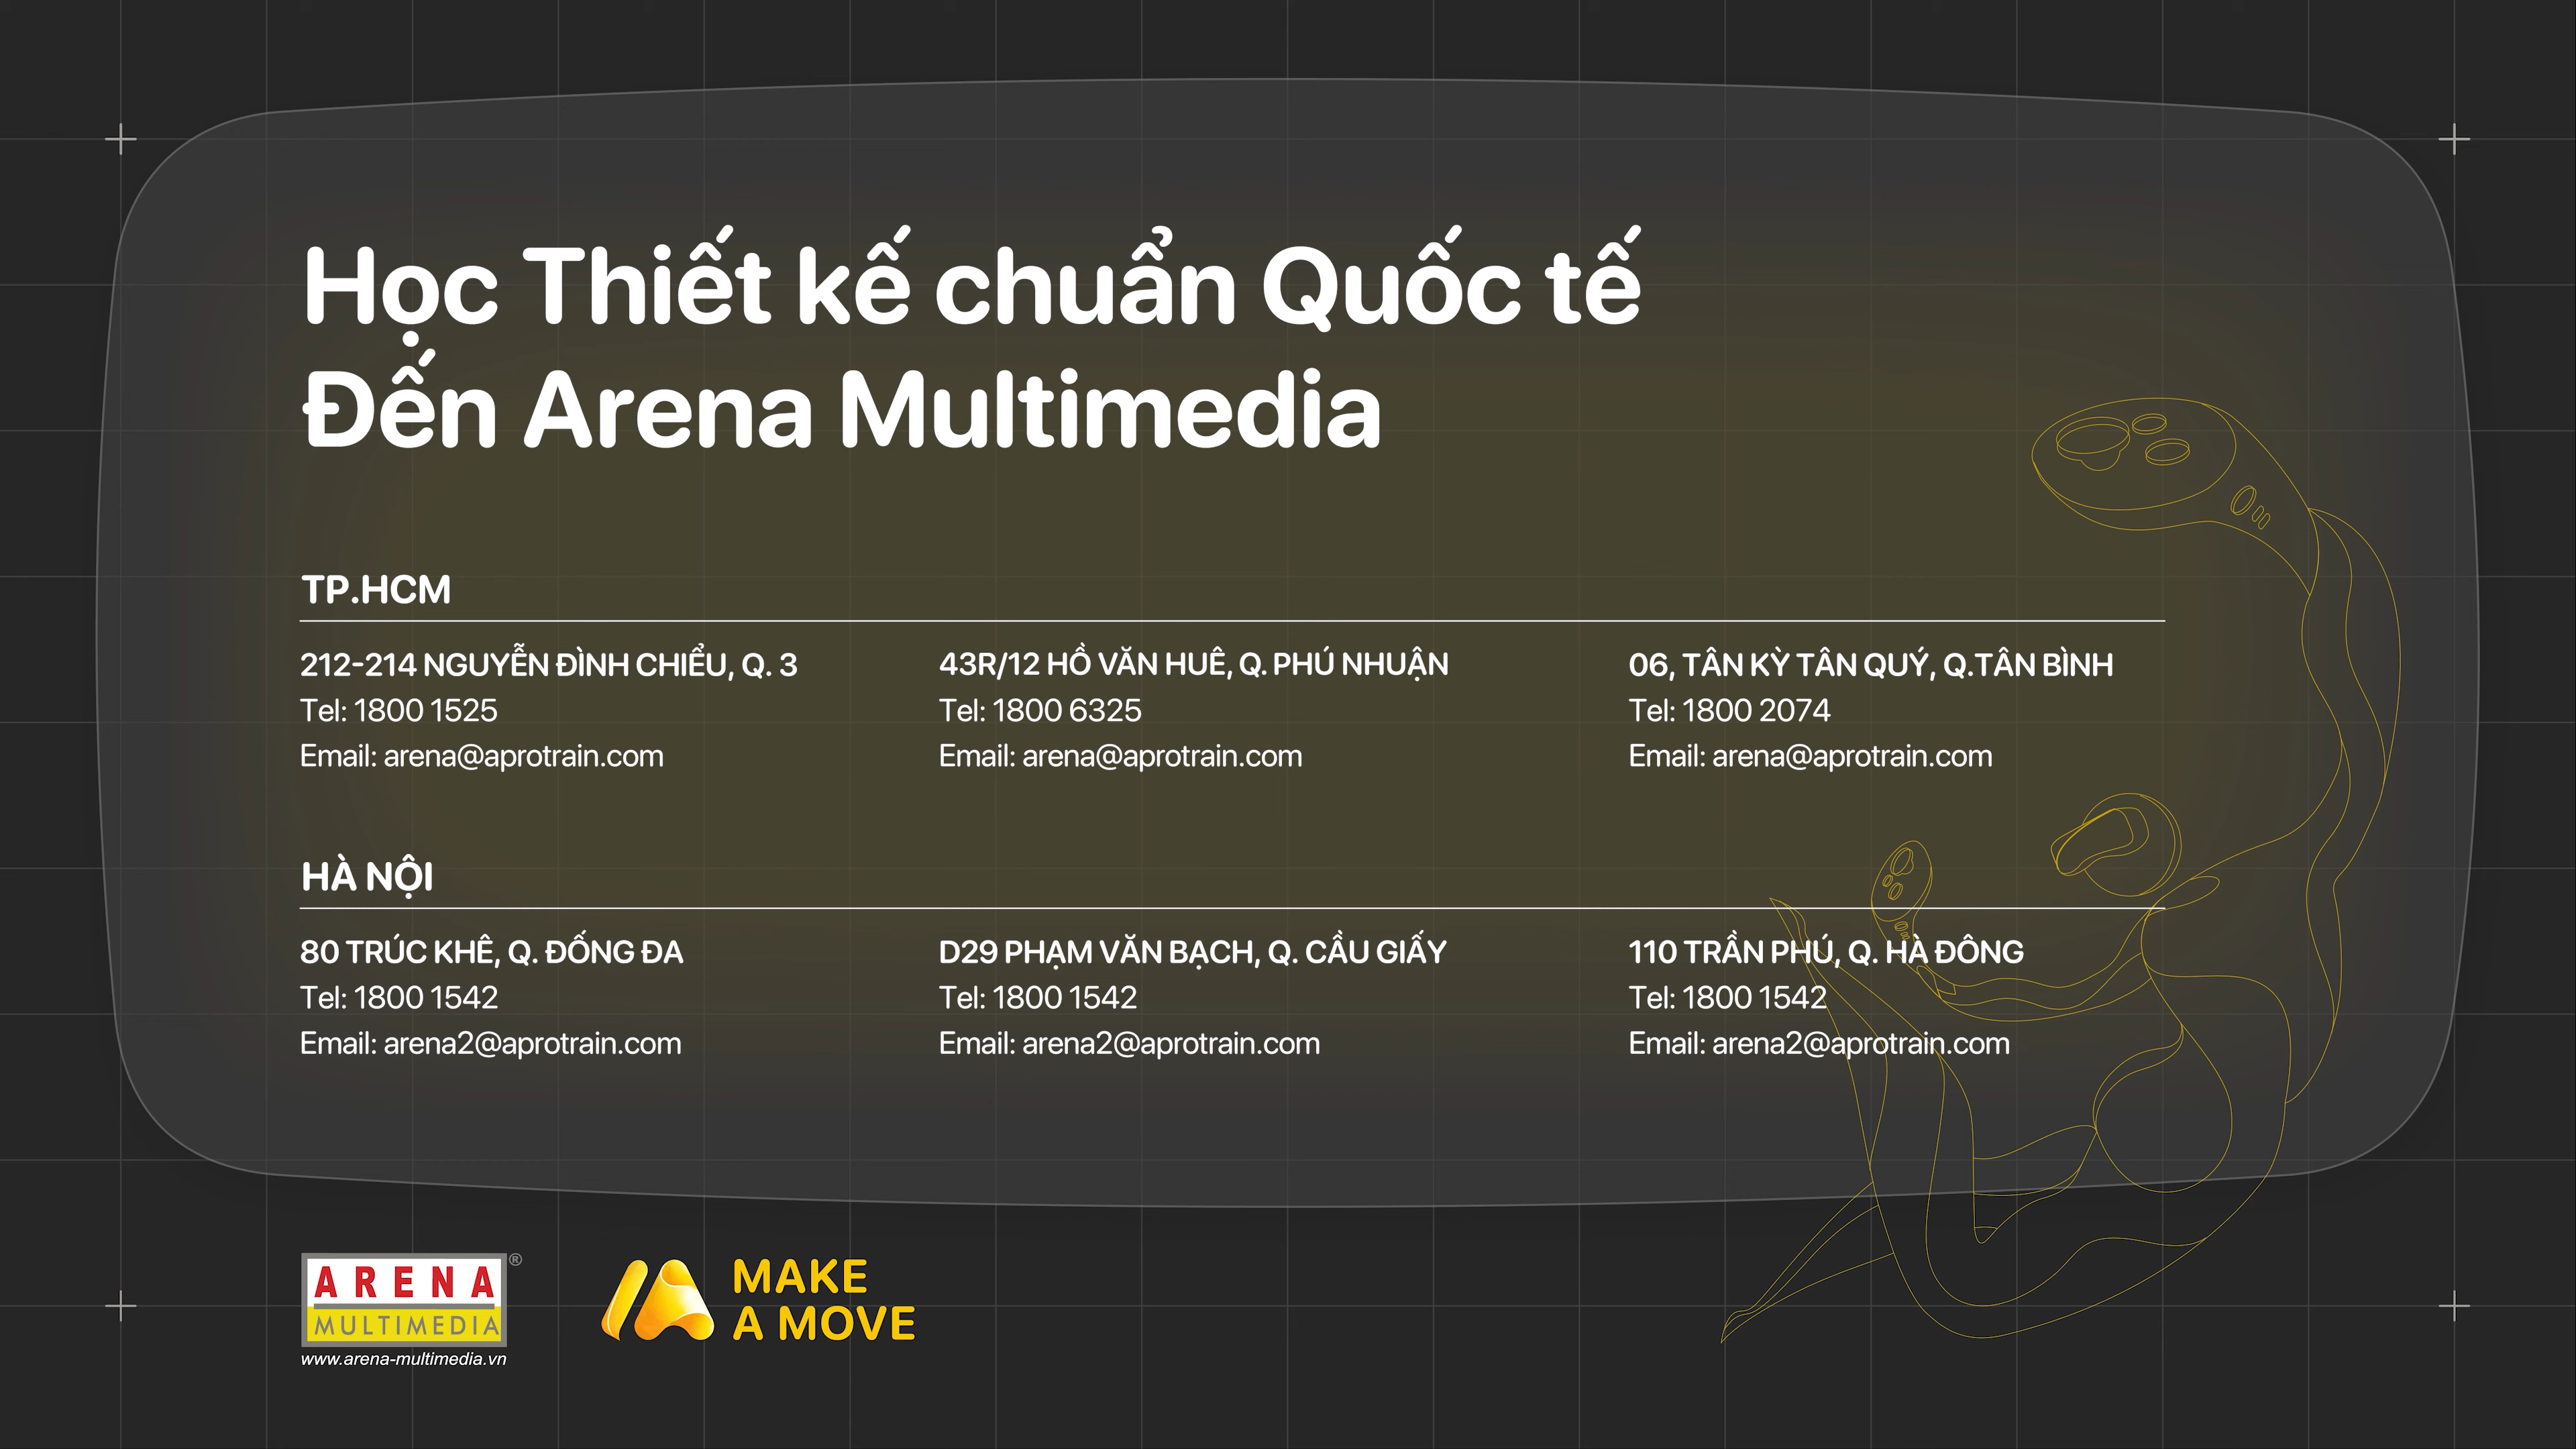 Học Thiết kế chuẩn Quốc tế
Đến Arena Multimedia
TP.HCM
212-214 NGUYỄN ĐÌNH CHIỂU, Q. 3
Tel: 1800 1525
Email: arena@aprotrain.com
43R/12 HỒ VĂN HUÊ, Q. PHÚ NHUẬN
Tel: 1800 6325
Email: arena@aprotrain.com
06, TÂN KỲ TÂN QUÝ, Q.TÂN BÌNH
Tel: 1800 2074
Email: arena@aprotrain.com
HÀ NỘI
80 TRÚC KHÊ, Q. ĐỐNG ĐA
Tel: 1800 1542
Email: arena2@aprotrain.com
D29 PHẠM VĂN BẠCH, Q. CẦU GIẤY
Tel: 1800 1542
Email: arena2@aprotrain.com
110 TRẦN PHÚ, Q. HÀ ĐÔNG
Tel: 1800 1542
Email: arena2@aprotrain.com
ARENA ®
MULTIMEDIA
www.arena-multimedia.vn
MAKE
A MOVE